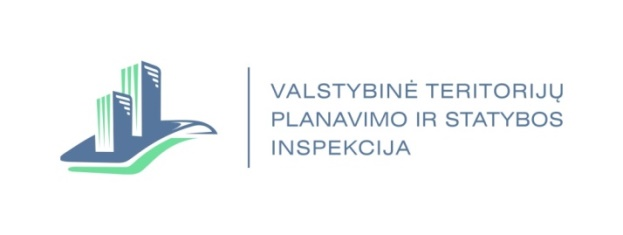 VALSTYBINĖ TERITORIJŲ
PLANAVIMO IR STATYBOS
INSPEKCIJA